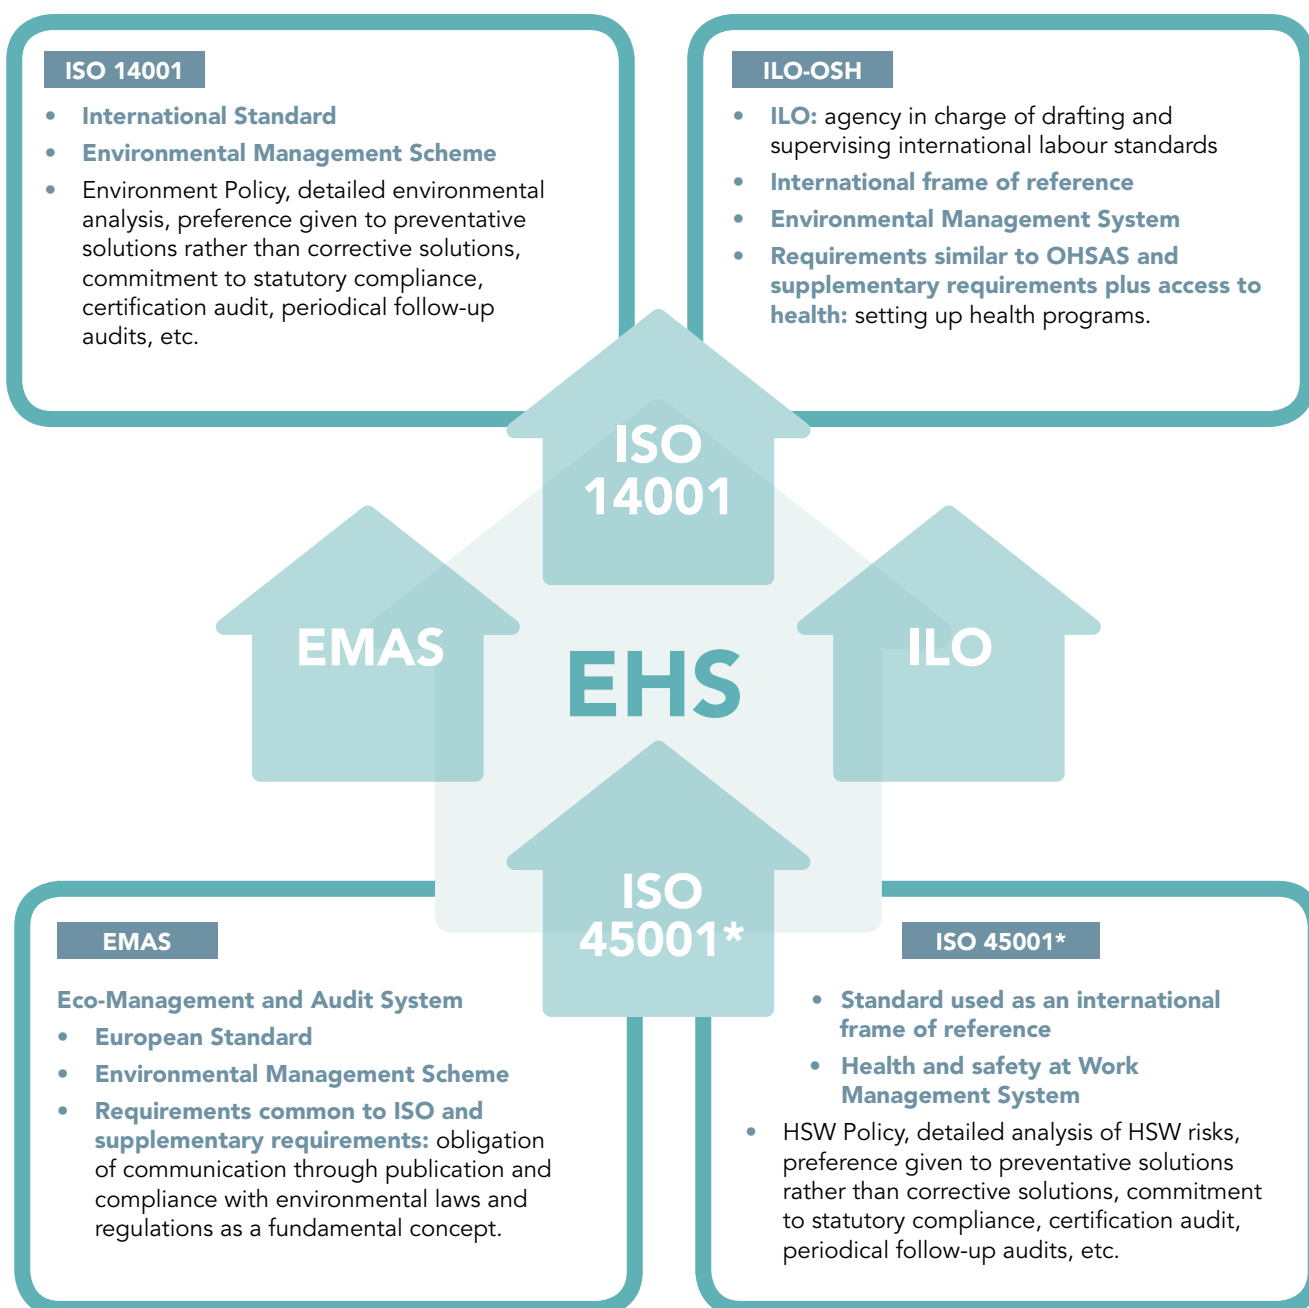 ISO 14001
• International Standard
• Environmental Management Scheme
• Environment Policy, detailed environmental
analysis, preference given to preventative
solutions rather than corrective solutions,
commitment to statutory compliance,
certification audit, periodical follow-up
audits, etc.
ILO-OSH
• ILO: agency in charge of drafting and
supervising international labour standards
• International frame of reference
• Environmental Management System
• Requirements similar to OHSAS and
supplementary requirements plus access to
health: setting up health programs.
ISO
14001
EMAS
ILO
EHS
ISO
45001*
EMAS
Eco-Management and Audit System
• European Standard
• Environmental Management Scheme
• Requirements common to ISO and
supplementary requirements: obligation
of communication through publication and
compliance with environmental laws and
regulations as a fundamental concept.
ISO 45001*
• Standard used as an international
frame of reference
• Health and safety at Work
Management System
• HSW Policy, detailed analysis of HSW risks,
preference given to preventative solutions
rather than corrective solutions, commitment
to statutory compliance, certification audit,
periodical follow-up audits, etc.